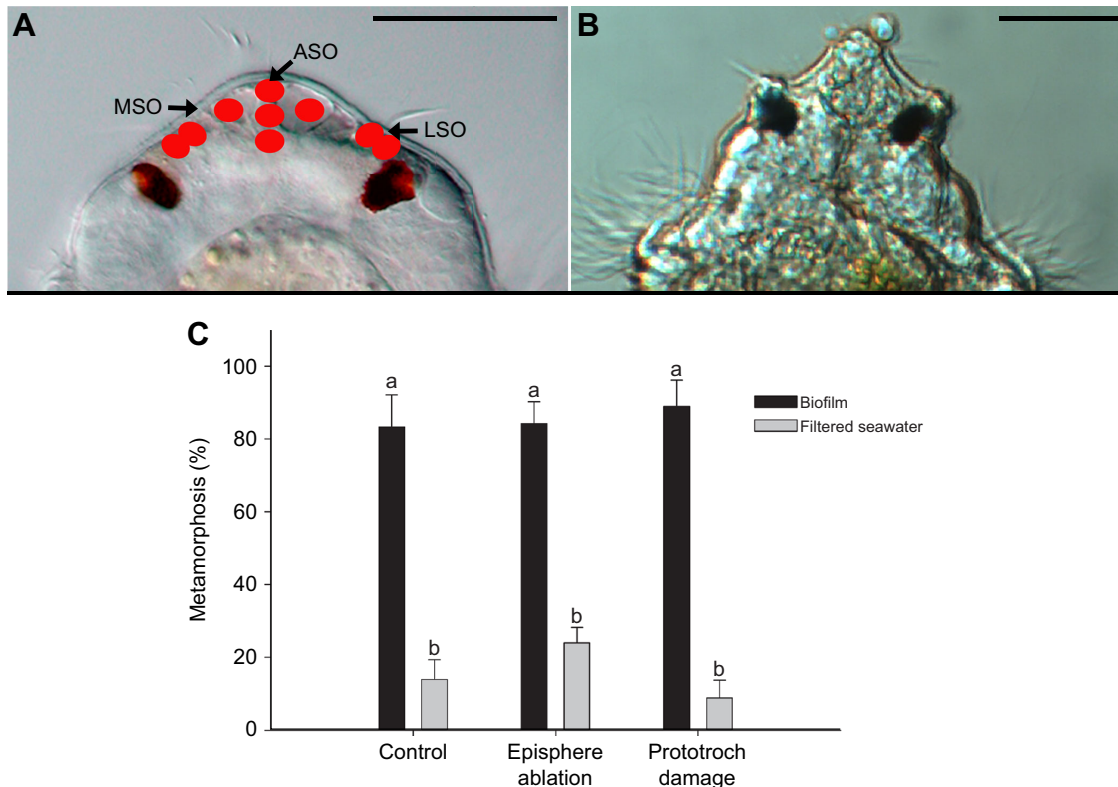 A
ASO
MSO
LSO
B
C
Metamorphosis (%)
100
80
60
40
20
0
a
b
a
b
a
b
Biofilm
Filtered seawater
Control
Episphere
ablation
Prototroch
damage